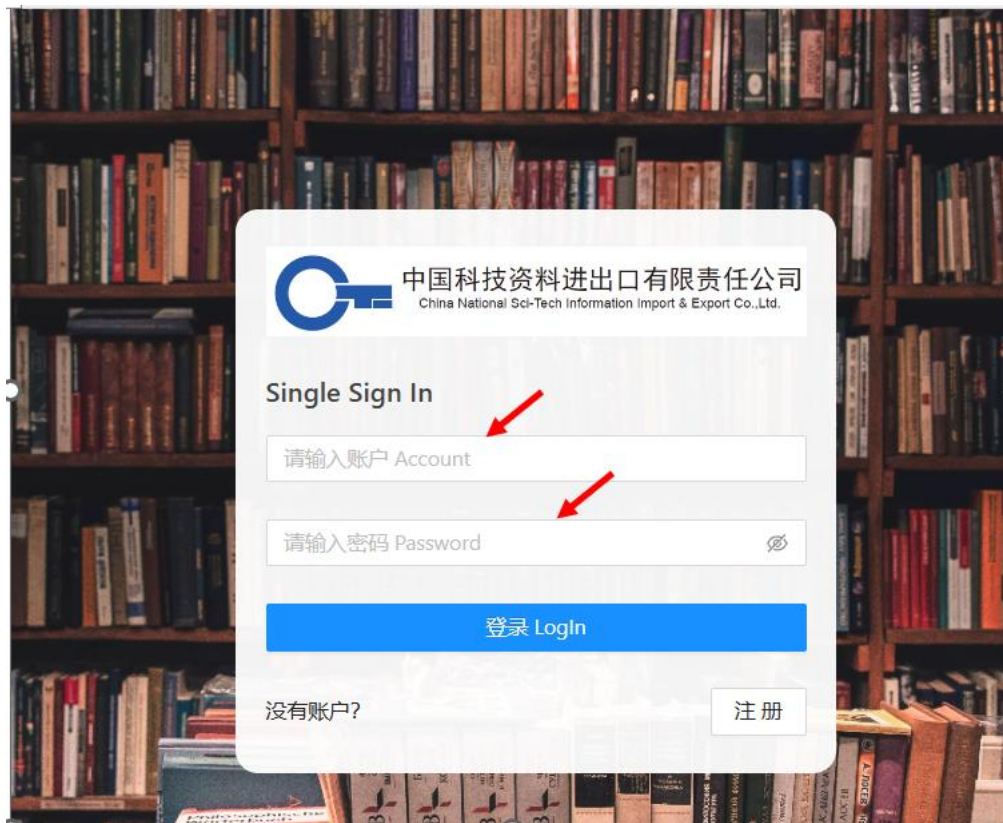 中国科技资料进出口有限责任公司
China National Sci-Tech Information Import & Export Co.,Ltd.
Single Sign In
请输入账户 Account
请输入密码 Password
登录 LogIn
没有账户?
注 册